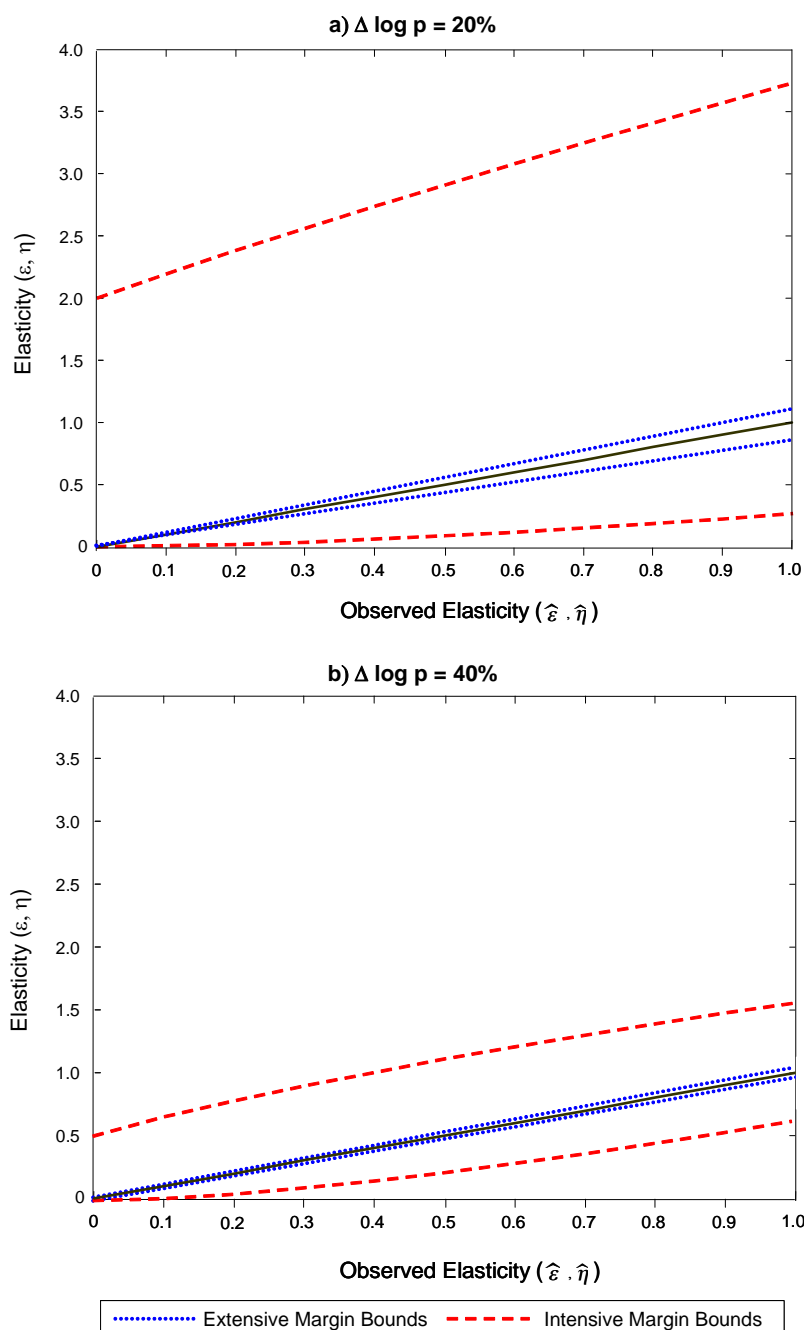 a) Δ log p = 20%
4.0
3.5
3.0
2.5
2.0
1.5
1.0
0.5
0
Elasticity (ε, η)
0 0.1 0.2 0.3 0.4 0.5 0.6 0.7 0.8 0.9 1.0
Observed Elasticity (ε̂ , η̂)
b) Δ log p = 40%
4.0
3.5
3.0
2.5
2.0
1.5
1.0
0.5
0
Elasticity (ε, η)
0 0.1 0.2 0.3 0.4 0.5 0.6 0.7 0.8 0.9 1.0
Observed Elasticity (ε̂ , η̂)
Extensive Margin Bounds Intensive Margin Bounds